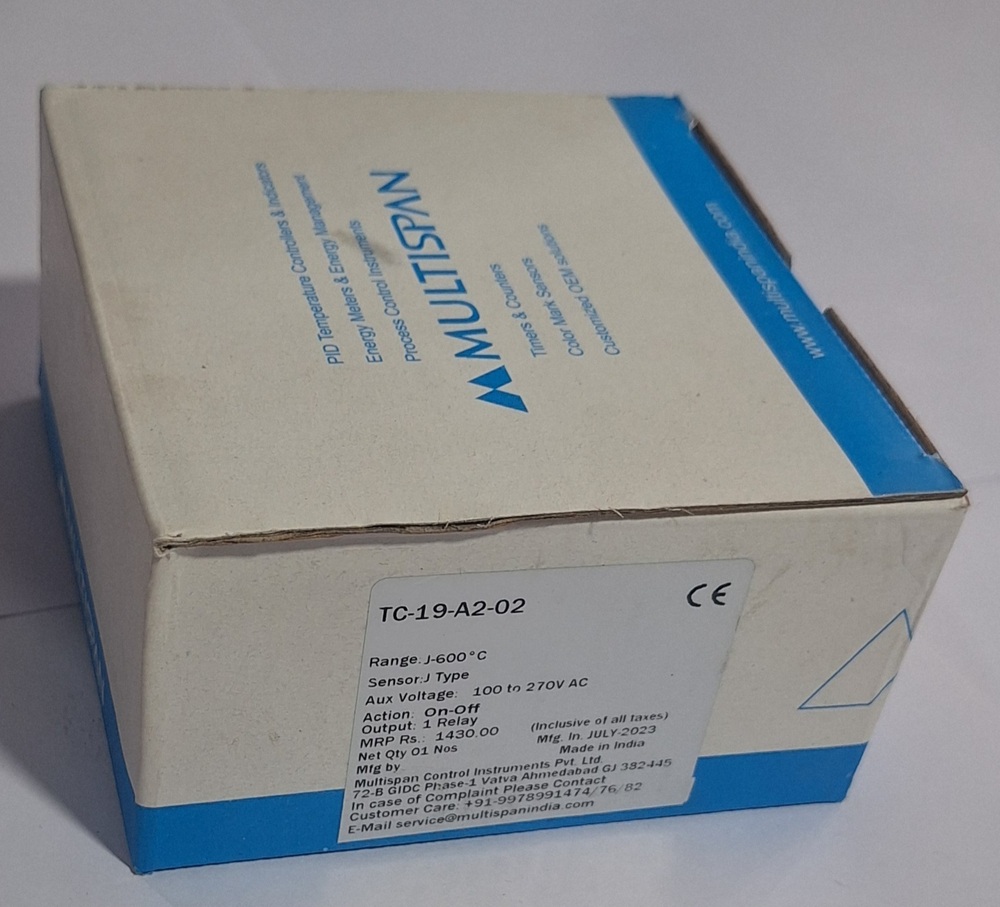 PID Temperature Controllers & Indicators
Energy Meters & Energy Management
Energy Control Instruments
Process Control Instruments
MULTISPAN
Timers & Counters
Color Mark Sensors
Customized OEM solutions
www.multispanindia.com
TC-19-A2-02
CE
Range: J-600°C
Sensor:J Type
Aux Voltage: 100 to 270V AC
Action: On-Off
Output: 1 Relay
MRP Rs.: 1430.00 (Inclusive of all taxes)
Net Qty 01 Nos Mfg. In. JULY-2023
Mfg by Made in India
Multispan Control Instruments Pvt. Ltd.
72-B GIDC Phase-1 Vatva Ahmedabad GJ 382445
In case of Complaint Please Contact
Customer Care: +91-9978991474/76/82
E-Mail service@multispanindia.com